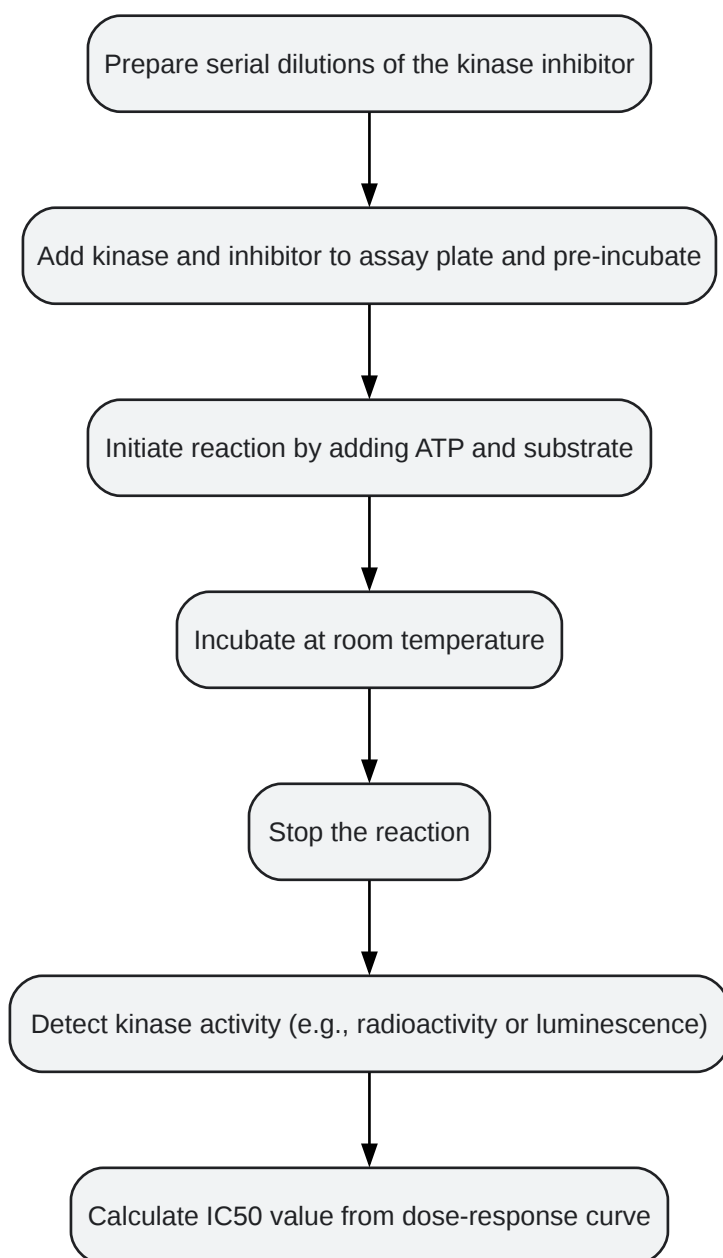 Prepare serial dilutions of the kinase inhibitor
Add kinase and inhibitor to assay plate and pre-incubate
Initiate reaction by adding ATP and substrate
Incubate at room temperature
Stop the reaction
Detect kinase activity (e.g., radioactivity or luminescence)
Calculate IC50 value from dose-response curve